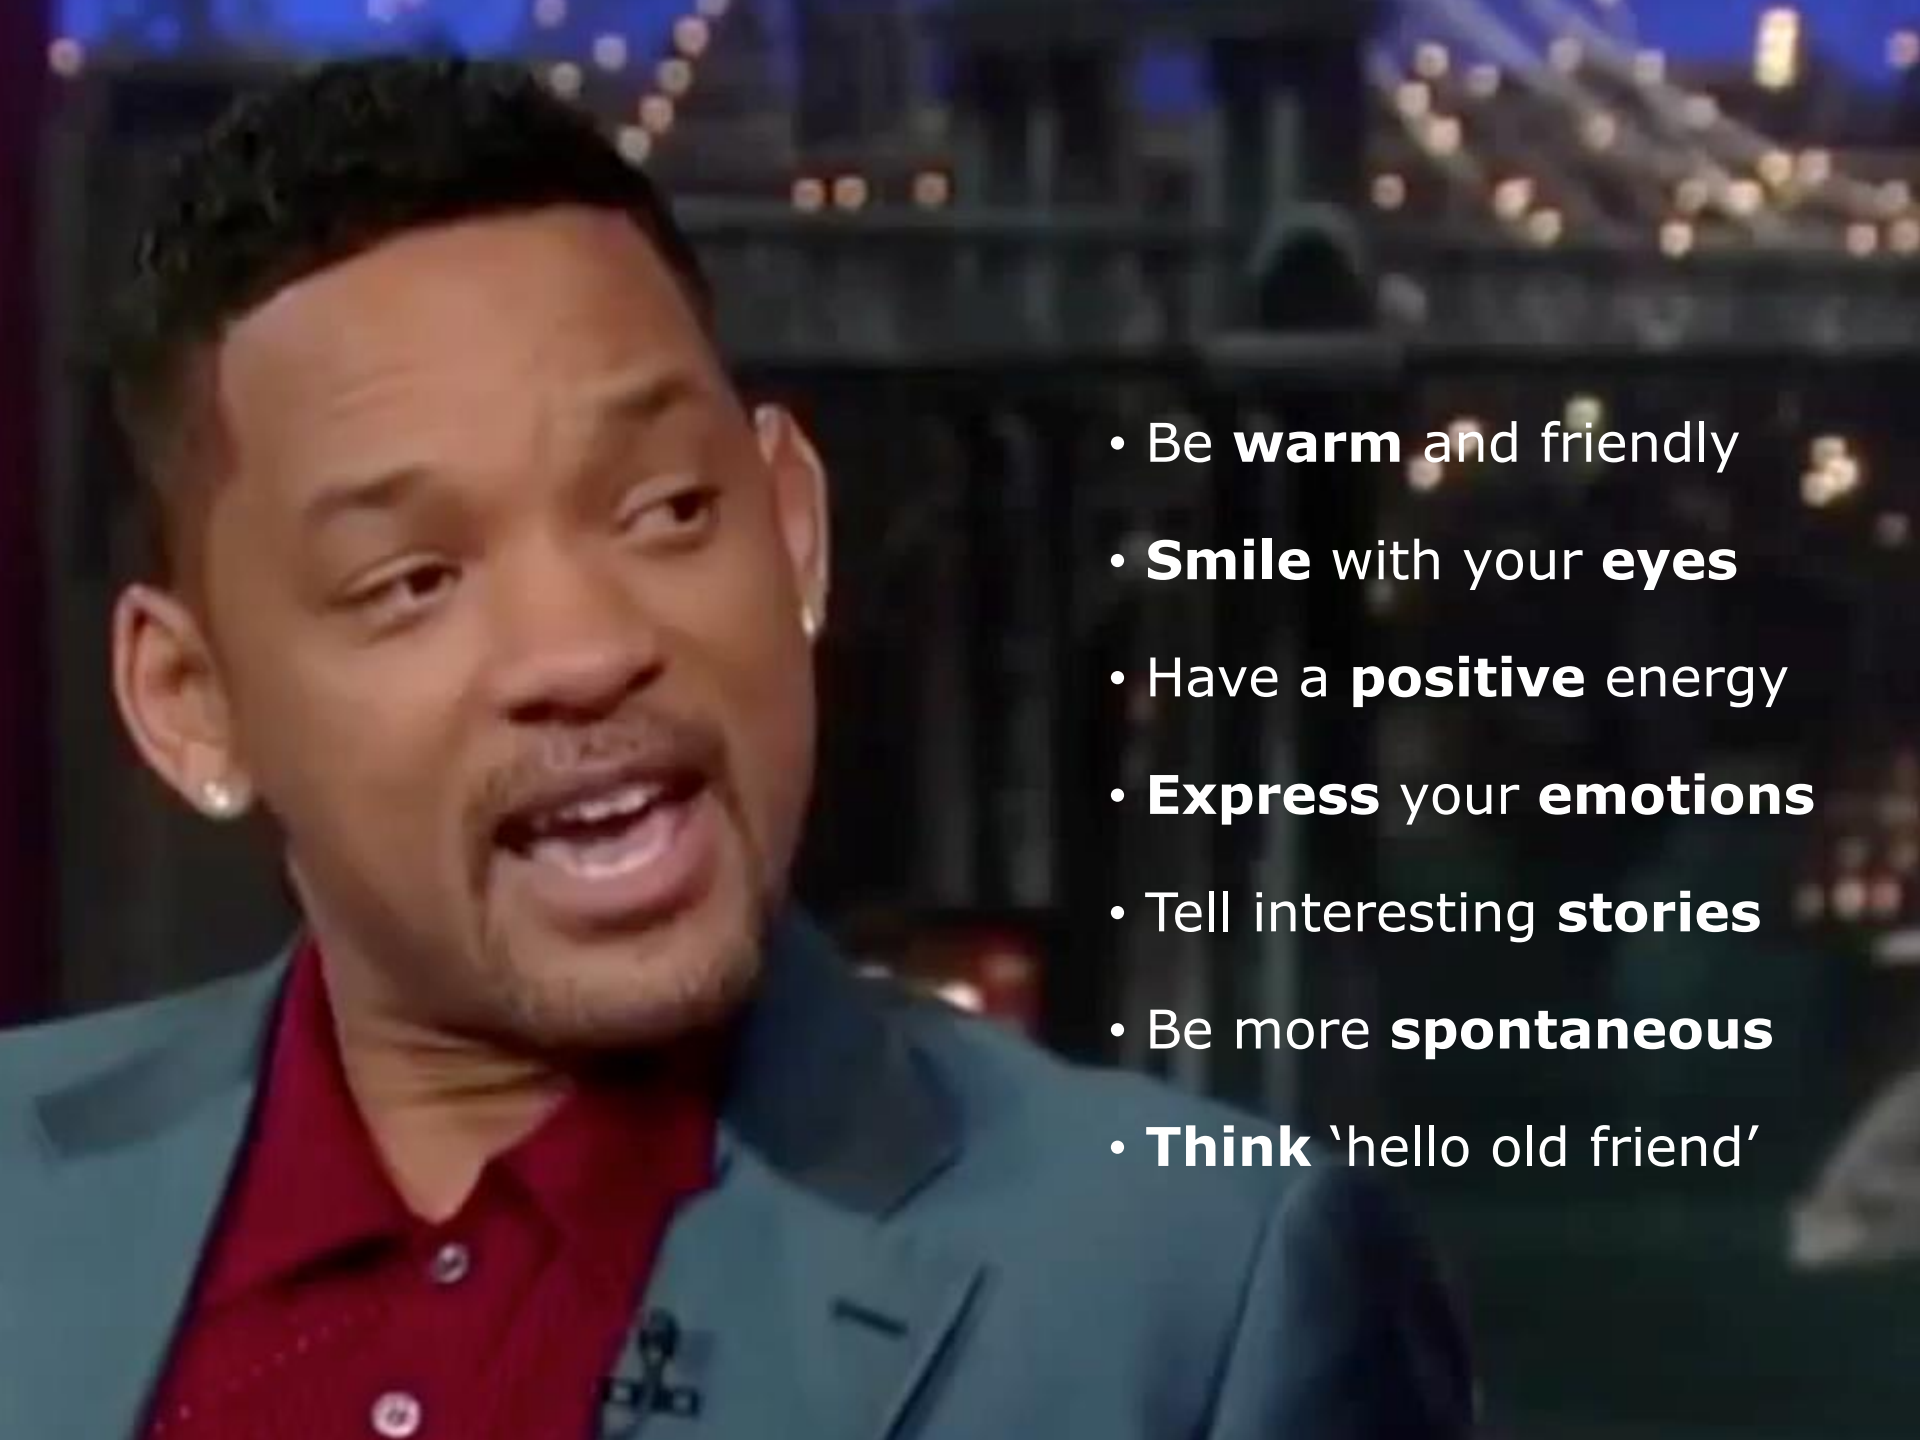 • Be warm and friendly
• Smile with your eyes
• Have a positive energy
• Express your emotions
• Tell interesting stories
• Be more spontaneous
• Think ‘hello old friend’